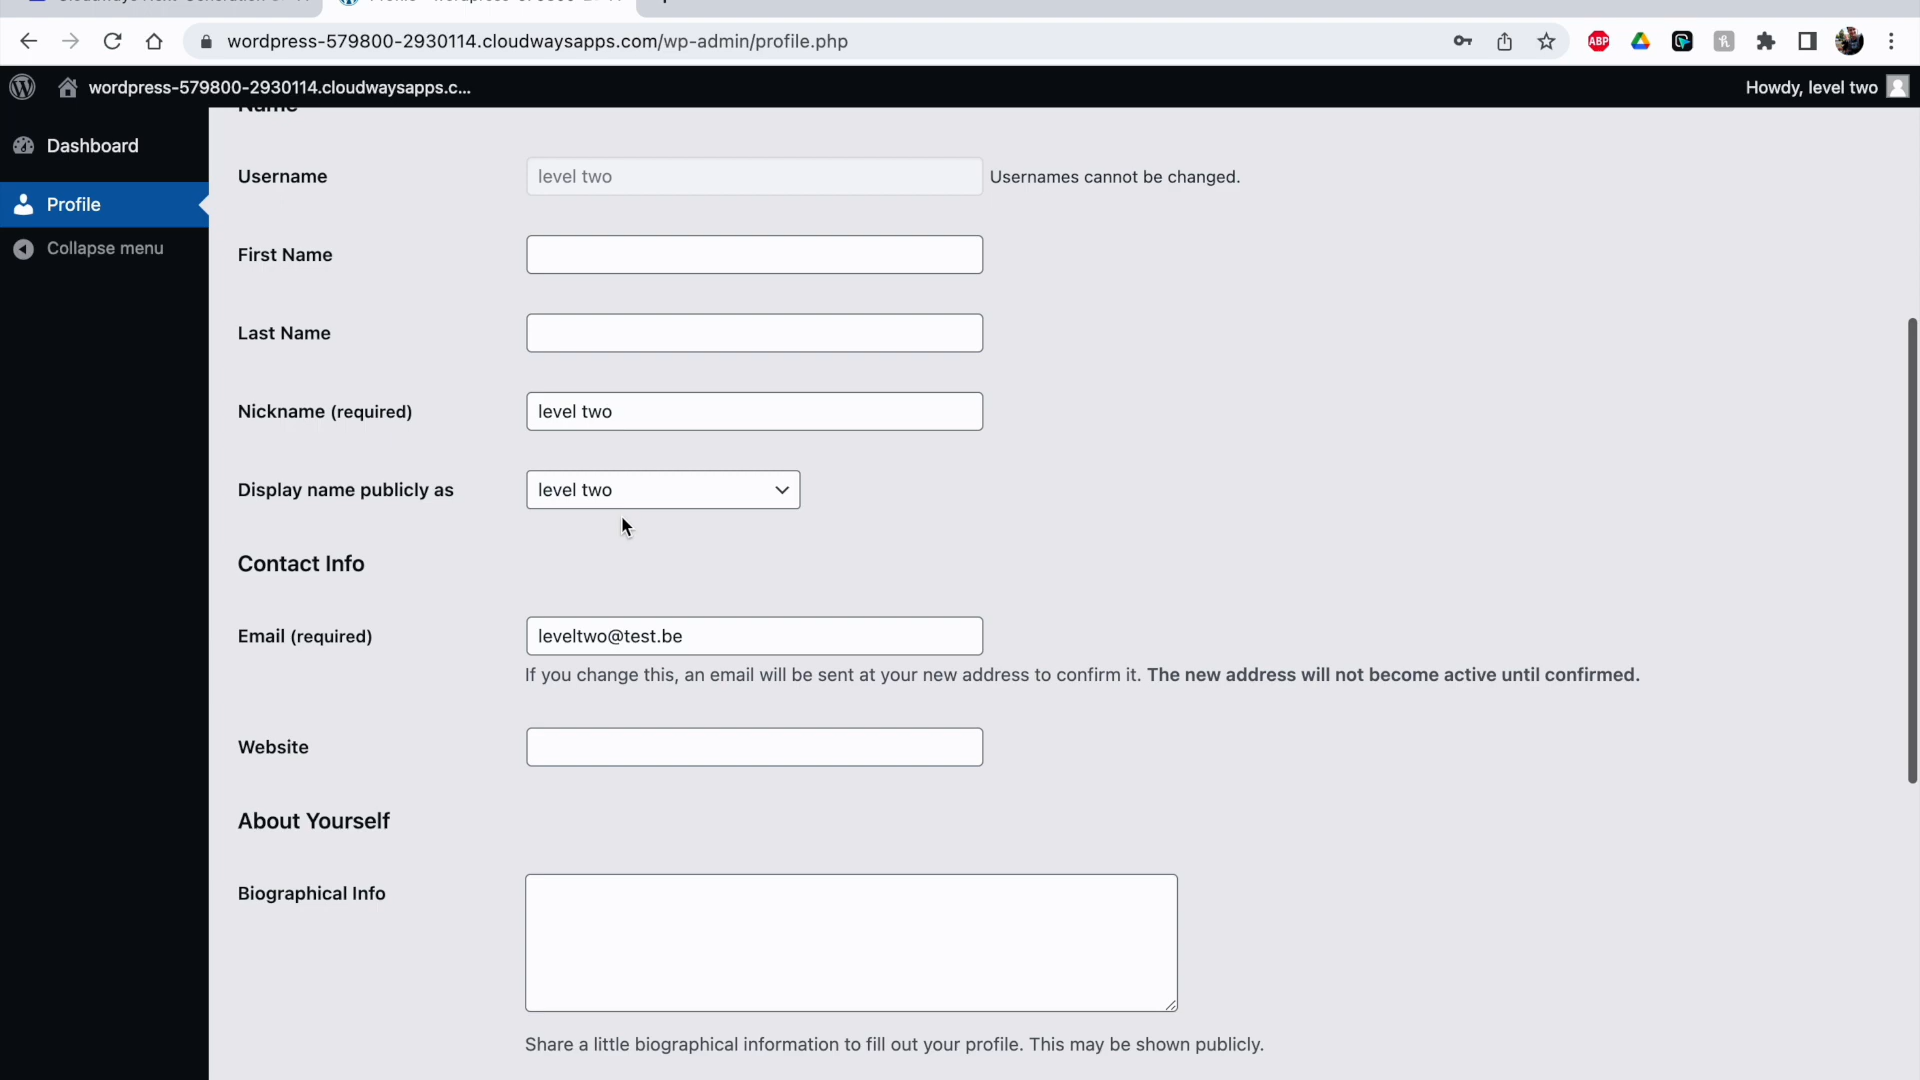 wordpress-579800-2930114.cloudwaysapps.com/wp-admin/profile.php
ABP
wordpress-579800-2930114.cloudwaysapps.c...
Howdy, level two
Dashboard
Profile
Collapse menu
Name
Username
level two
Usernames cannot be changed.
First Name
Last Name
Nickname (required)
level two
Display name publicly as
level two
Contact Info
Email (required)
leveltwo@test.be
If you change this, an email will be sent at your new address to confirm it. The new address will not become active until confirmed.
Website
About Yourself
Biographical Info
Share a little biographical information to fill out your profile. This may be shown publicly.